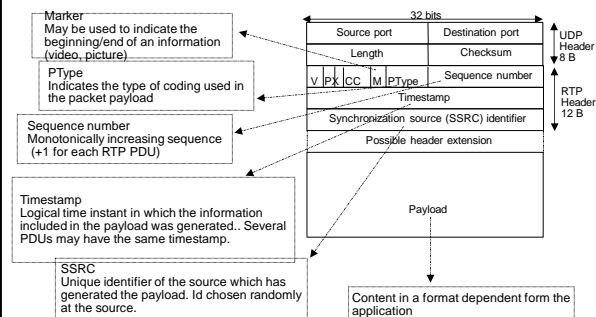 Marker
May be used to indicate the
beginning/end of an information
(video, picture)
PType
Indicates the type of coding used in
the packet payload
Sequence number
Monotonically increasing sequence
(+1 for each RTP PDU)
Timestamp
Logical time instant in which the information
included in the payload was generated.. Several
PDUs may have the same timestamp.
SSRC
Unique identifier of the source which has
generated the payload. Id chosen randomly
at the source.
32 bits
Source port Destination port
Length Checksum
UDP
Header
8 B
V PX CC M PType Sequence number
Timestamp
Synchronization source (SSRC) identifier
RTP
Header
12 B
Possible header extension
Payload
Content in a format dependent form the
application